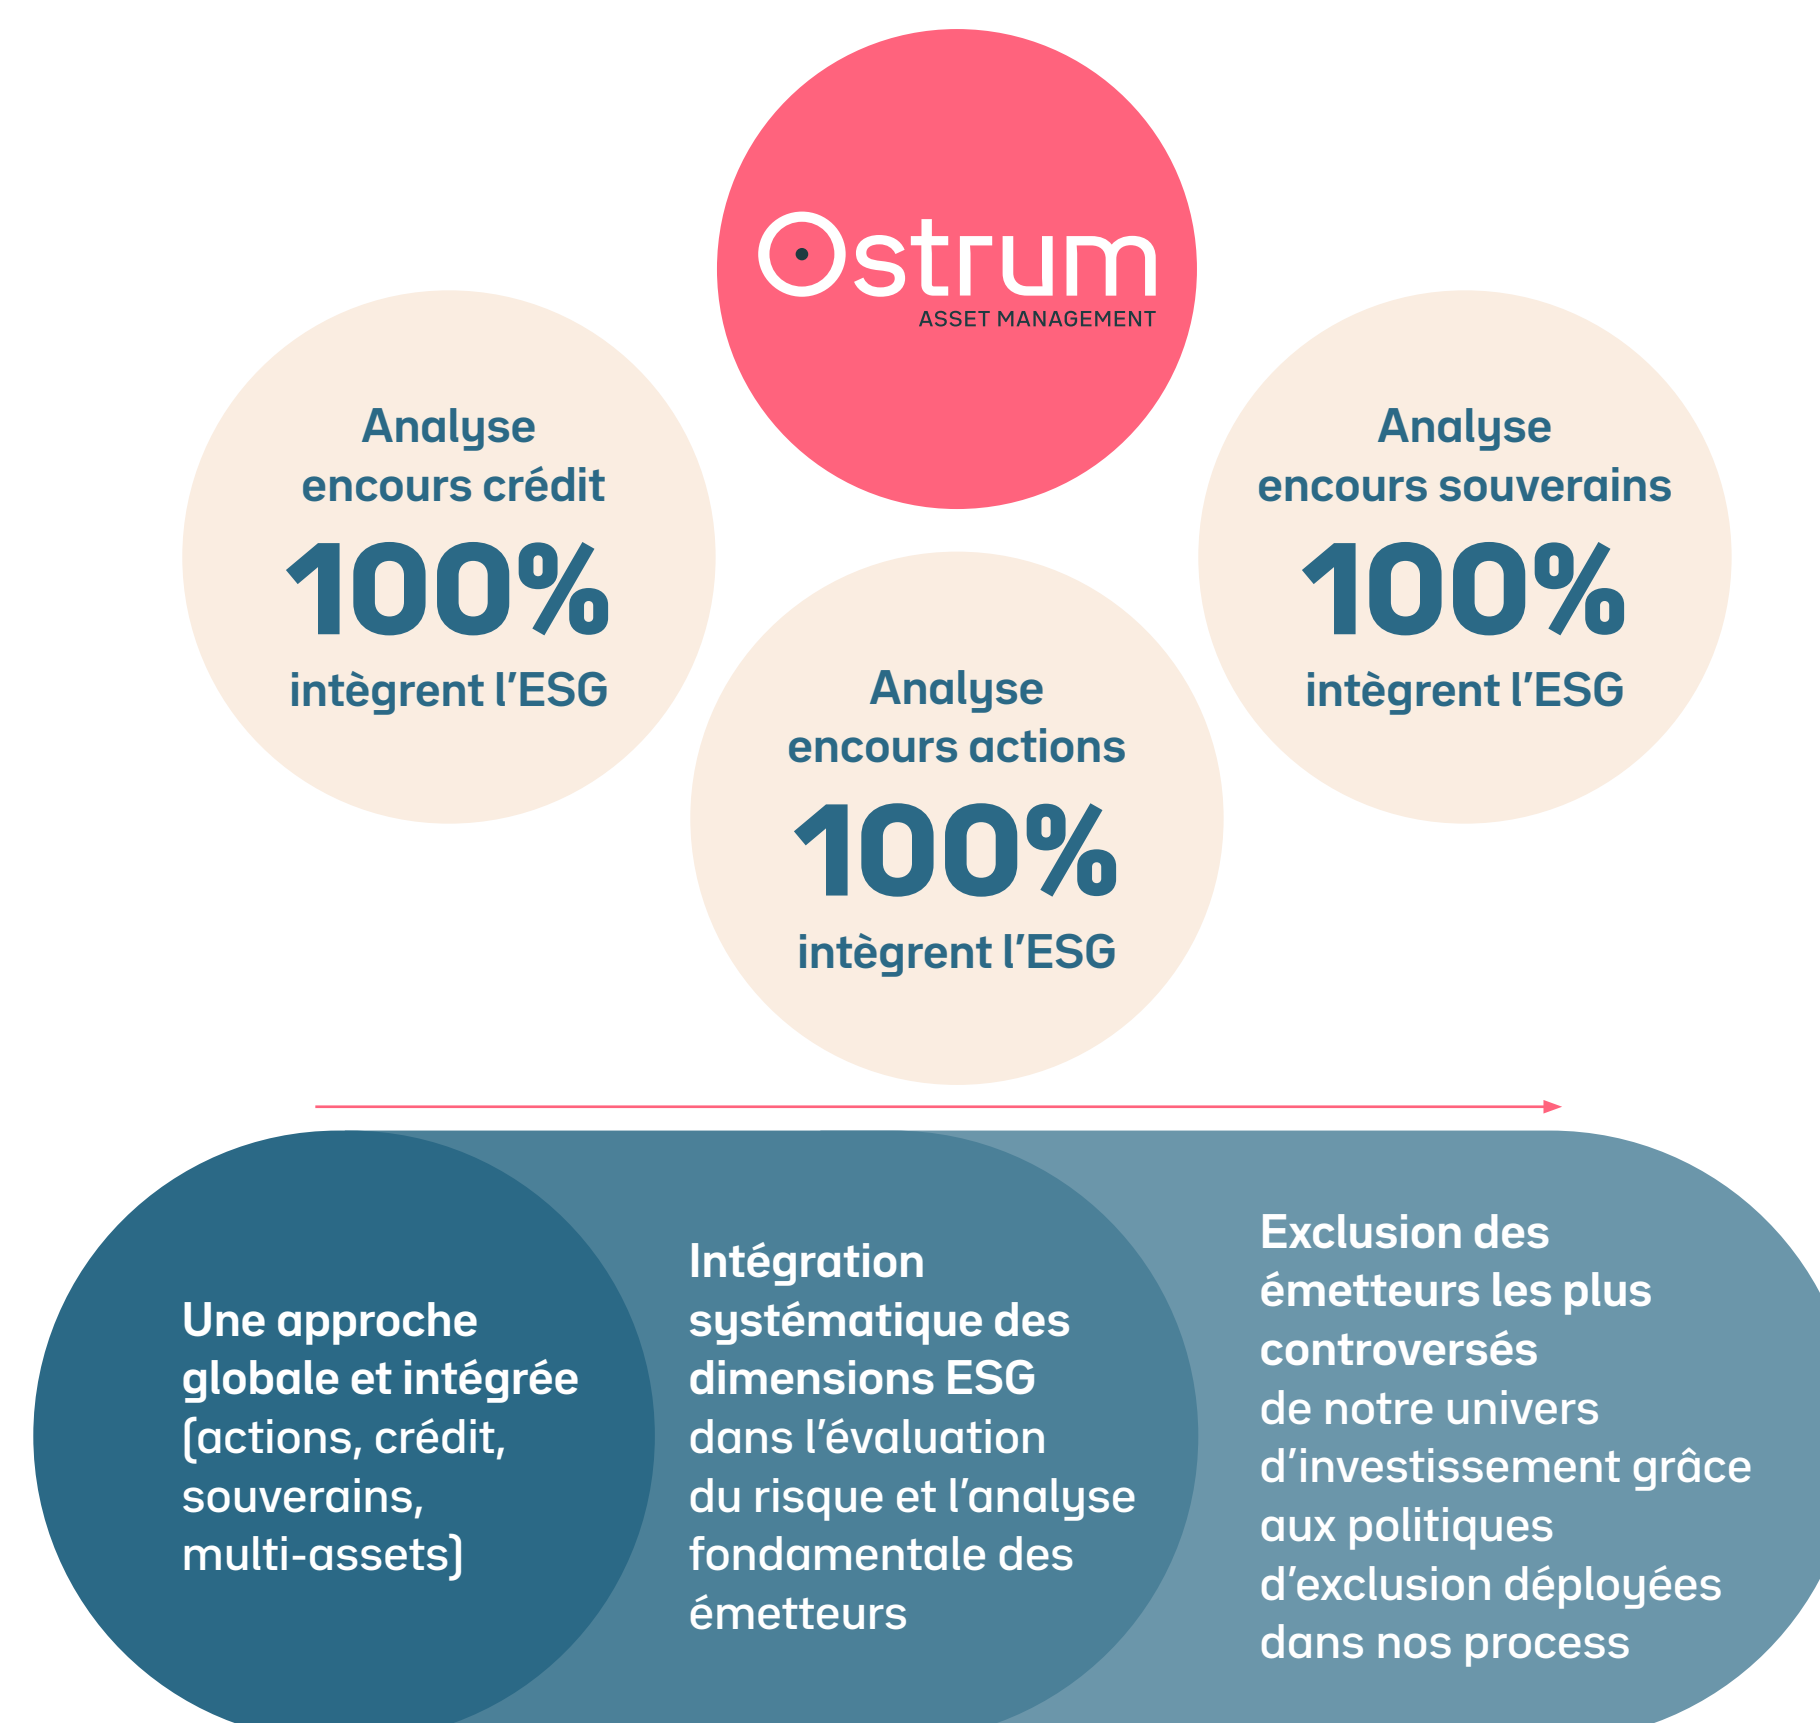 Ostrum
ASSET MANAGEMENT
Analyse
encours crédit
100%
intègrent l’ESG
Analyse
encours actions
100%
intègrent l’ESG
Analyse
encours souverains
100%
intègrent l’ESG
Une approche
globale et intégrée
(actions, crédit,
souverains,
multi-assets)
Intégration
systématique des
dimensions ESG
dans l’évaluation
du risque et l’analyse
fondamentale des
émetteurs
Exclusion des
émetteurs les plus
controversés
de notre univers
d’investissement grâce
aux politiques
d’exclusion déployées
dans nos process